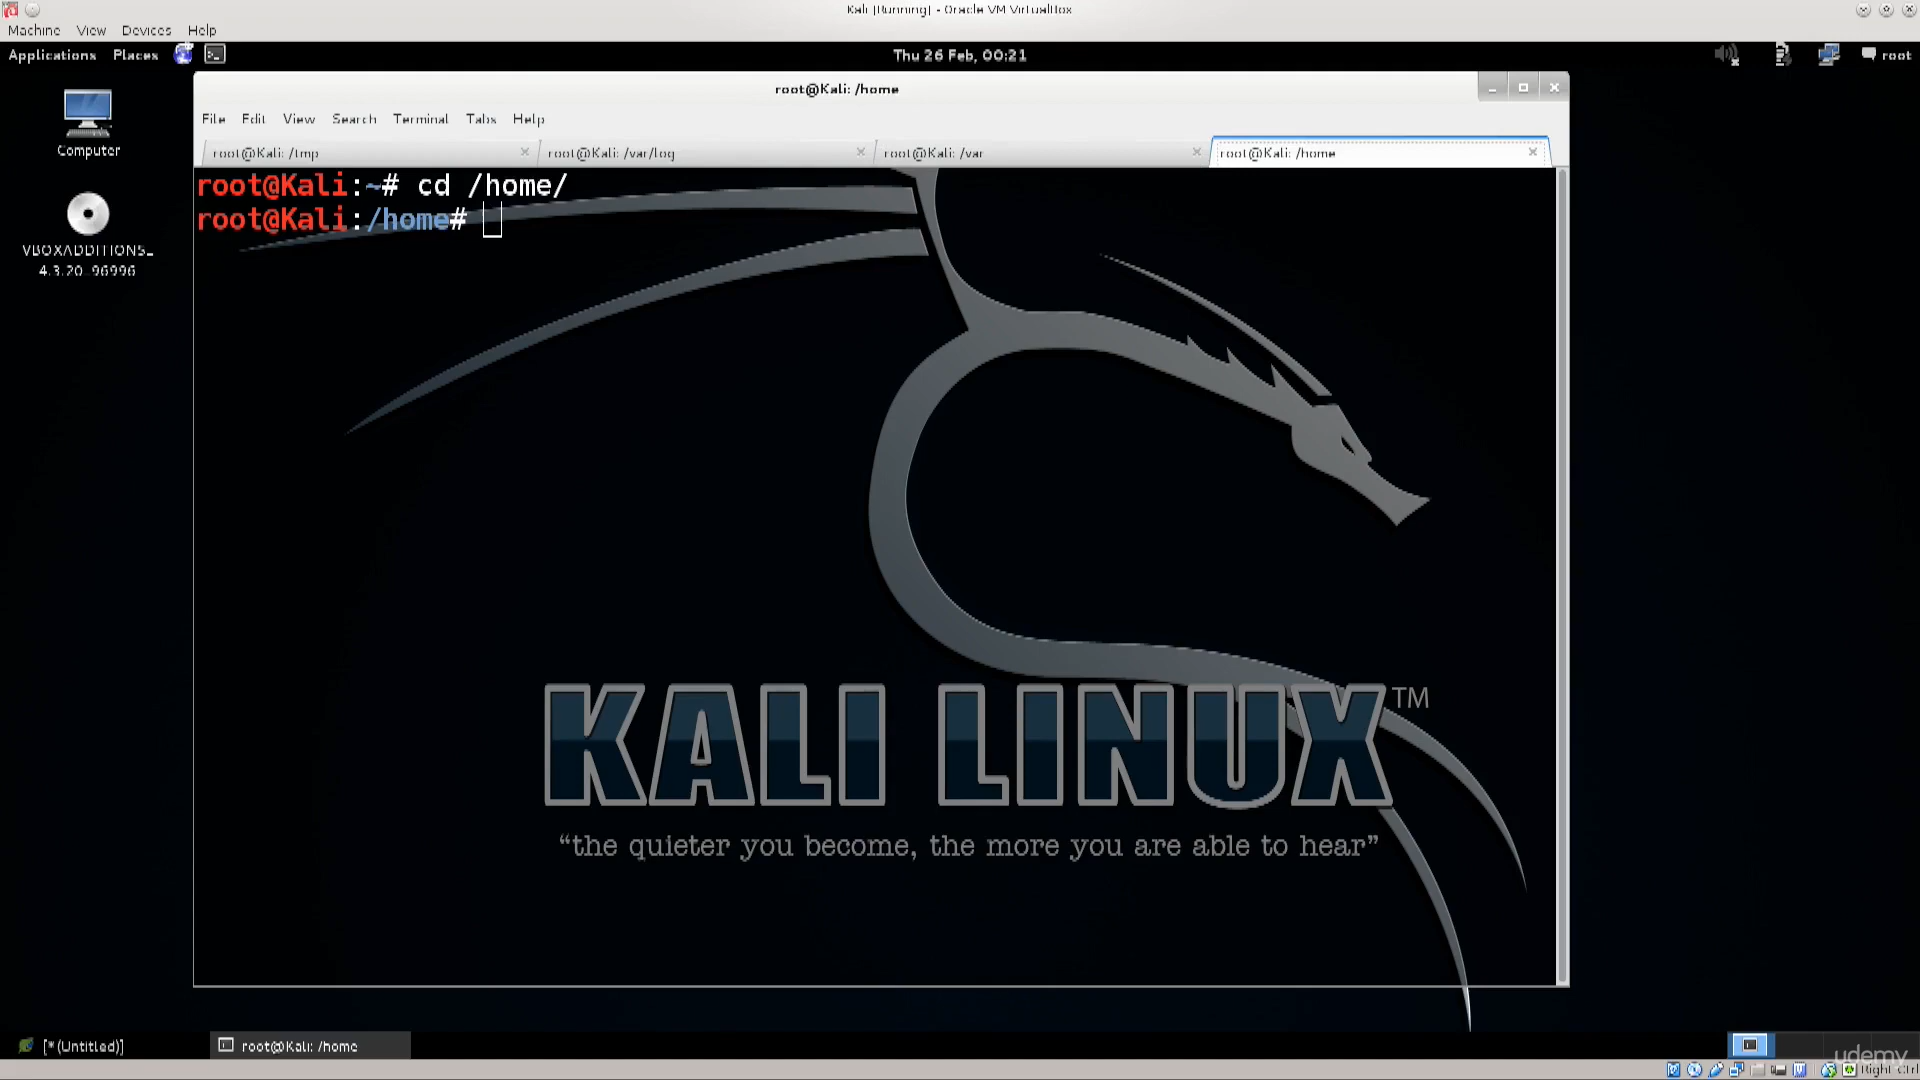 Kali [Running] - Oracle VM VirtualBox
Machine View Devices Help
Applications Places
Thu 26 Feb, 00:21
root
root@Kali: /home
File Edit View Search Terminal Tabs Help
root@Kali: /tmp
root@Kali: /var/log
root@Kali: /var
root@Kali: /home
root@Kali:~# cd /home/
root@Kali:/home#
Computer
VBOXADDITIONS_
4.3.20_96996
KALI LINUX™
“the quieter you become, the more you are able to hear”
[*(Untitled)]
root@Kali: /home
udemy
Right Ctrl